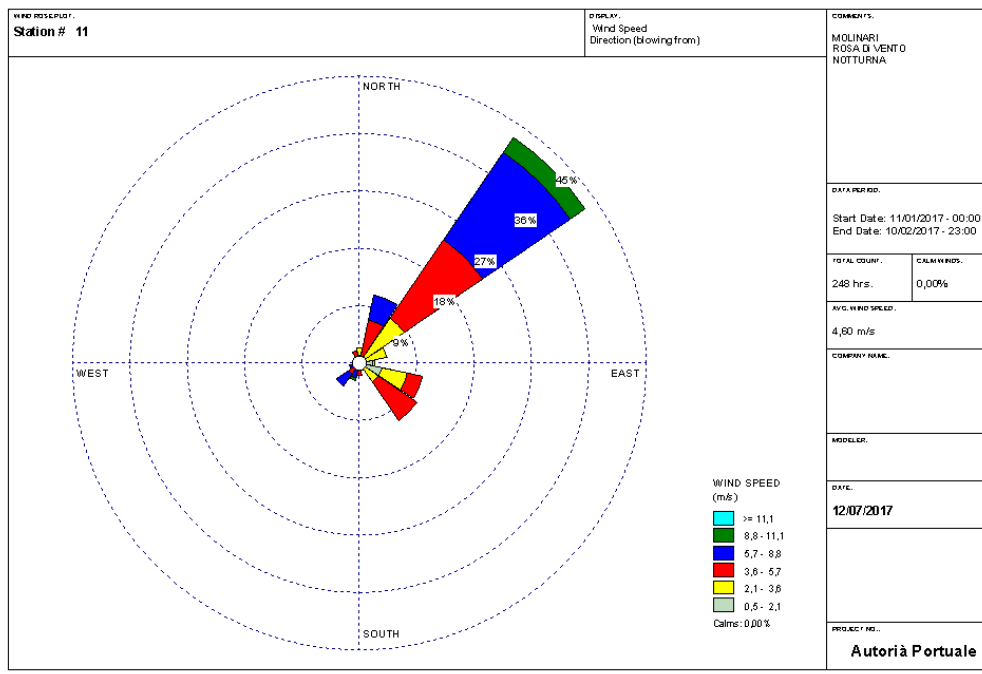 WIND ROSE PLOT:
Station # 11
DISPLAY:
Wind Speed
Direction (blowing from)
COMMENTS:
MOLINARI
ROSA DI VENTO
NOTTURNA
NORTH
45%
36%
27%
18%
9%
WEST
EAST
SOUTH
WIND SPEED
(m/s)
>= 11,1
8,8 - 11,1
5,7 - 8,8
3,6 - 5,7
2,1 - 3,6
0,5 - 2,1
Calms: 0,00%
DATA PERIOD:
Start Date: 11/01/2017 - 00:00
End Date: 10/02/2017 - 23:00
TOTAL COUNT:
248 hrs.
CALM WINDS:
0,00%
AVG. WIND SPEED:
4,60 m/s
COMPANY NAME:
MODELER:
DATE:
12/07/2017
PROJECT NO.:
Autorià Portuale